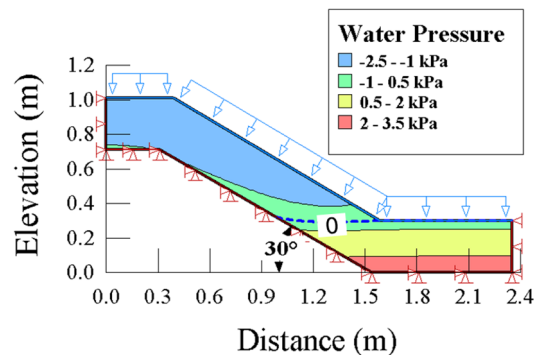 Water Pressure
-2.5 - -1 kPa
-1 - 0.5 kPa
0.5 - 2 kPa
2 - 3.5 kPa
1.2
1.0
0.8
0.6
0.4
0.2
0.0
Elevation (m)
0
30°
0.0 0.3 0.6 0.9 1.2 1.5 1.8 2.1 2.4
Distance (m)